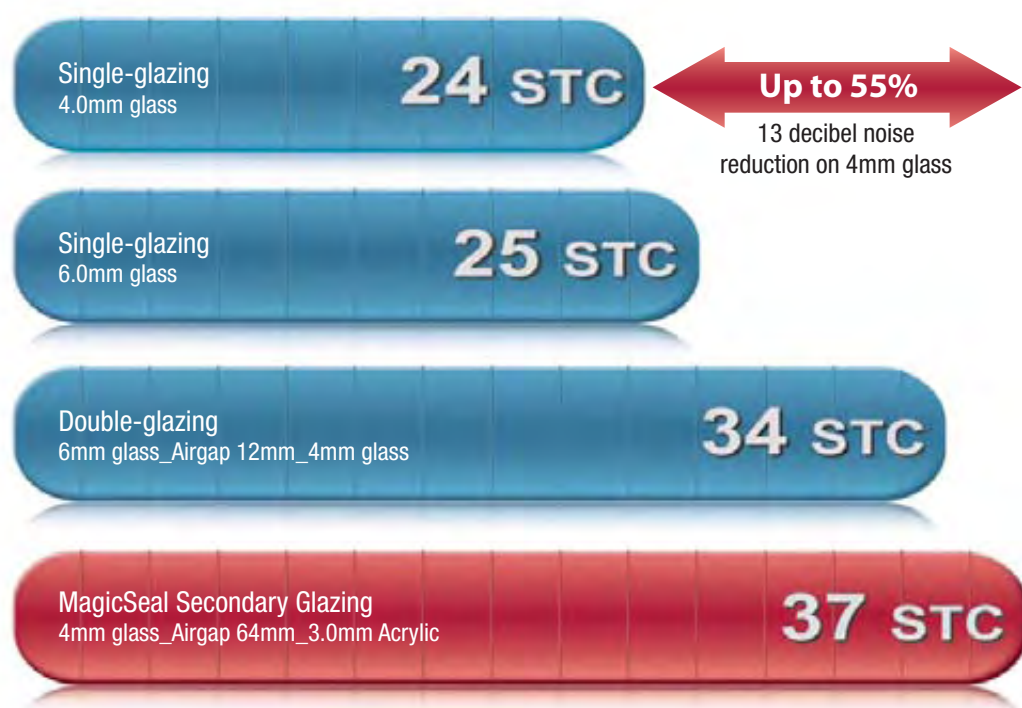 Single-glazing
4.0mm glass
24 STC
Up to 55%
13 decibel noise
reduction on 4mm glass
Single-glazing
6.0mm glass
25 STC
Double-glazing
6mm glass_Airgap 12mm_4mm glass
34 STC
MagicSeal Secondary Glazing
4mm glass_Airgap 64mm_3.0mm Acrylic
37 STC